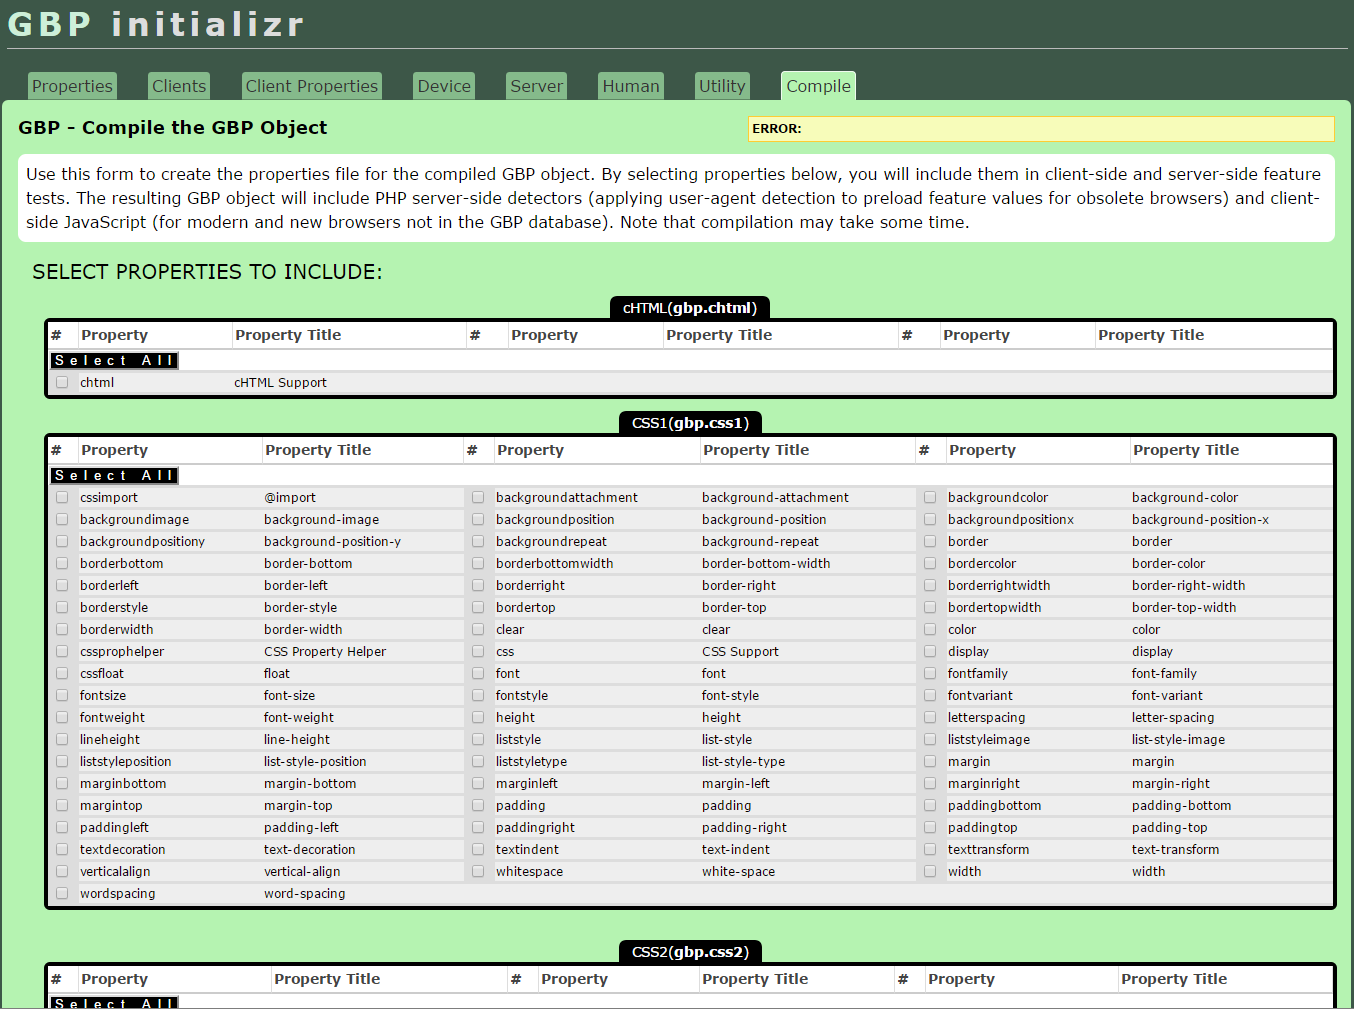 GBP initializr
Properties Clients Client Properties Device Server Human Utility Compile
GBP - Compile the GBP Object
ERROR:
Use this form to create the properties file for the compiled GBP object. By selecting properties below, you will include them in client-side and server-side feature
tests. The resulting GBP object will include PHP server-side detectors (applying user-agent detection to preload feature values for obsolete browsers) and client-
side JavaScript (for modern and new browsers not in the GBP database). Note that compilation may take some time.
SELECT PROPERTIES TO INCLUDE:
cHTML(gbp.chtml)
# Property Property Title # Property Property Title # Property Property Title
Select All
chtml cHTML Support
CSS1(gbp.css1)
# Property Property Title # Property Property Title # Property Property Title
Select All
cssimport @import backgroundattachment background-attachment backgroundcolor background-color
backgroundimage background-image backgroundposition background-position backgroundpositionx background-position-x
backgroundpositiony background-position-y backgroundrepeat background-repeat border border
borderbottom border-bottom borderbottomwidth border-bottom-width bordercolor border-color
borderleft border-left borderright border-right borderrightwidth border-right-width
borderstyle border-style bordertop border-top bordertopwidth border-top-width
borderwidth border-width clear clear color color
cssprophelper CSS Property Helper css CSS Support display display
cssfloat float font font fontfamily font-family
fontsize font-size fontstyle font-style fontvariant font-variant
fontweight font-weight height height letterspacing letter-spacing
lineheight line-height liststyle list-style liststyleimage list-style-image
liststyleposition list-style-position liststyletype list-style-type margin margin
marginbottom margin-bottom marginleft margin-left marginright margin-right
margintop margin-top padding padding paddingbottom padding-bottom
paddingleft padding-left paddingright padding-right paddingtop padding-top
textdecoration text-decoration textindent text-indent texttransform text-transform
verticalalign vertical-align whitespace white-space width width
wordspacing word-spacing
CSS2(gbp.css2)
# Property Property Title # Property Property Title # Property Property Title
Select All